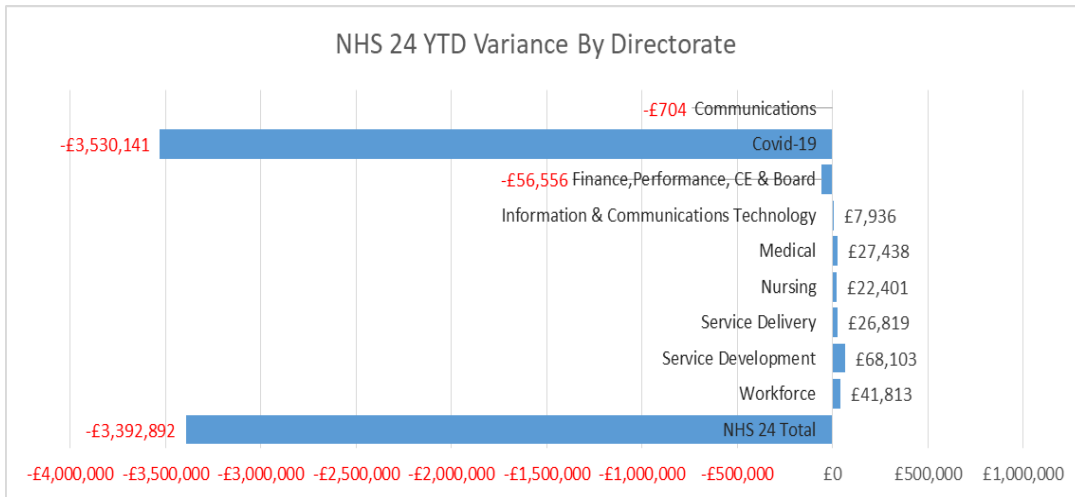 NHS 24 YTD Variance By Directorate
-£704 Communications
-£3,530,141 Covid-19
-£56,556 Finance,Performance, CE & Board
Information & Communications Technology £7,936
Medical £27,438
Nursing £22,401
Service Delivery £26,819
Service Development £68,103
Workforce £41,813
-£3,392,892 NHS 24 Total
-£4,000,000 -£3,500,000 -£3,000,000 -£2,500,000 -£2,000,000 -£1,500,000 -£1,000,000 -£500,000 £0 £500,000 £1,000,000